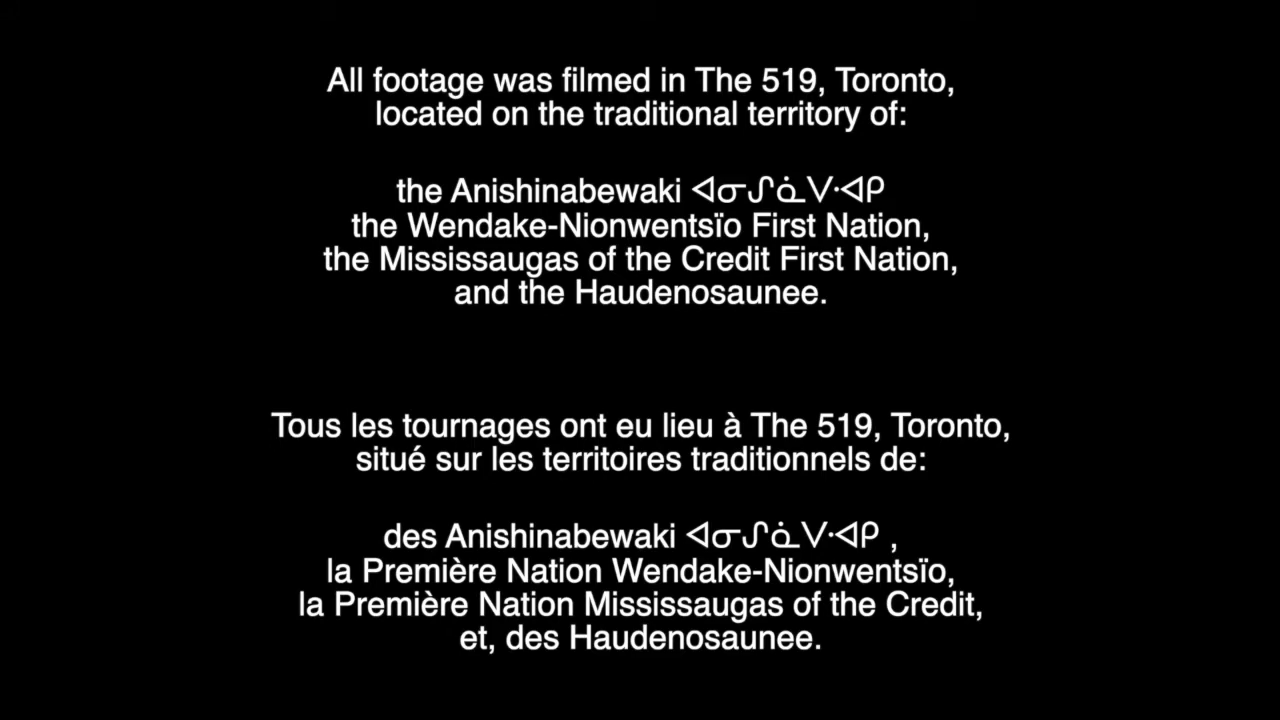 All footage was filmed in The 519, Toronto,
located on the traditional territory of:
the Anishinabewaki ᐊᓂᔑᓈᐯᐧᐊᑭ
the Wendake-Nionwentsïo First Nation,
the Mississaugas of the Credit First Nation,
and the Haudenosaunee.
Tous les tournages ont eu lieu à The 519, Toronto,
situé sur les territoires traditionnels de:
des Anishinabewaki ᐊᓂᔑᓈᐯᐧᐊᑭ ,
la Première Nation Wendake-Nionwentsïo,
la Première Nation Mississaugas of the Credit,
et, des Haudenosaunee.